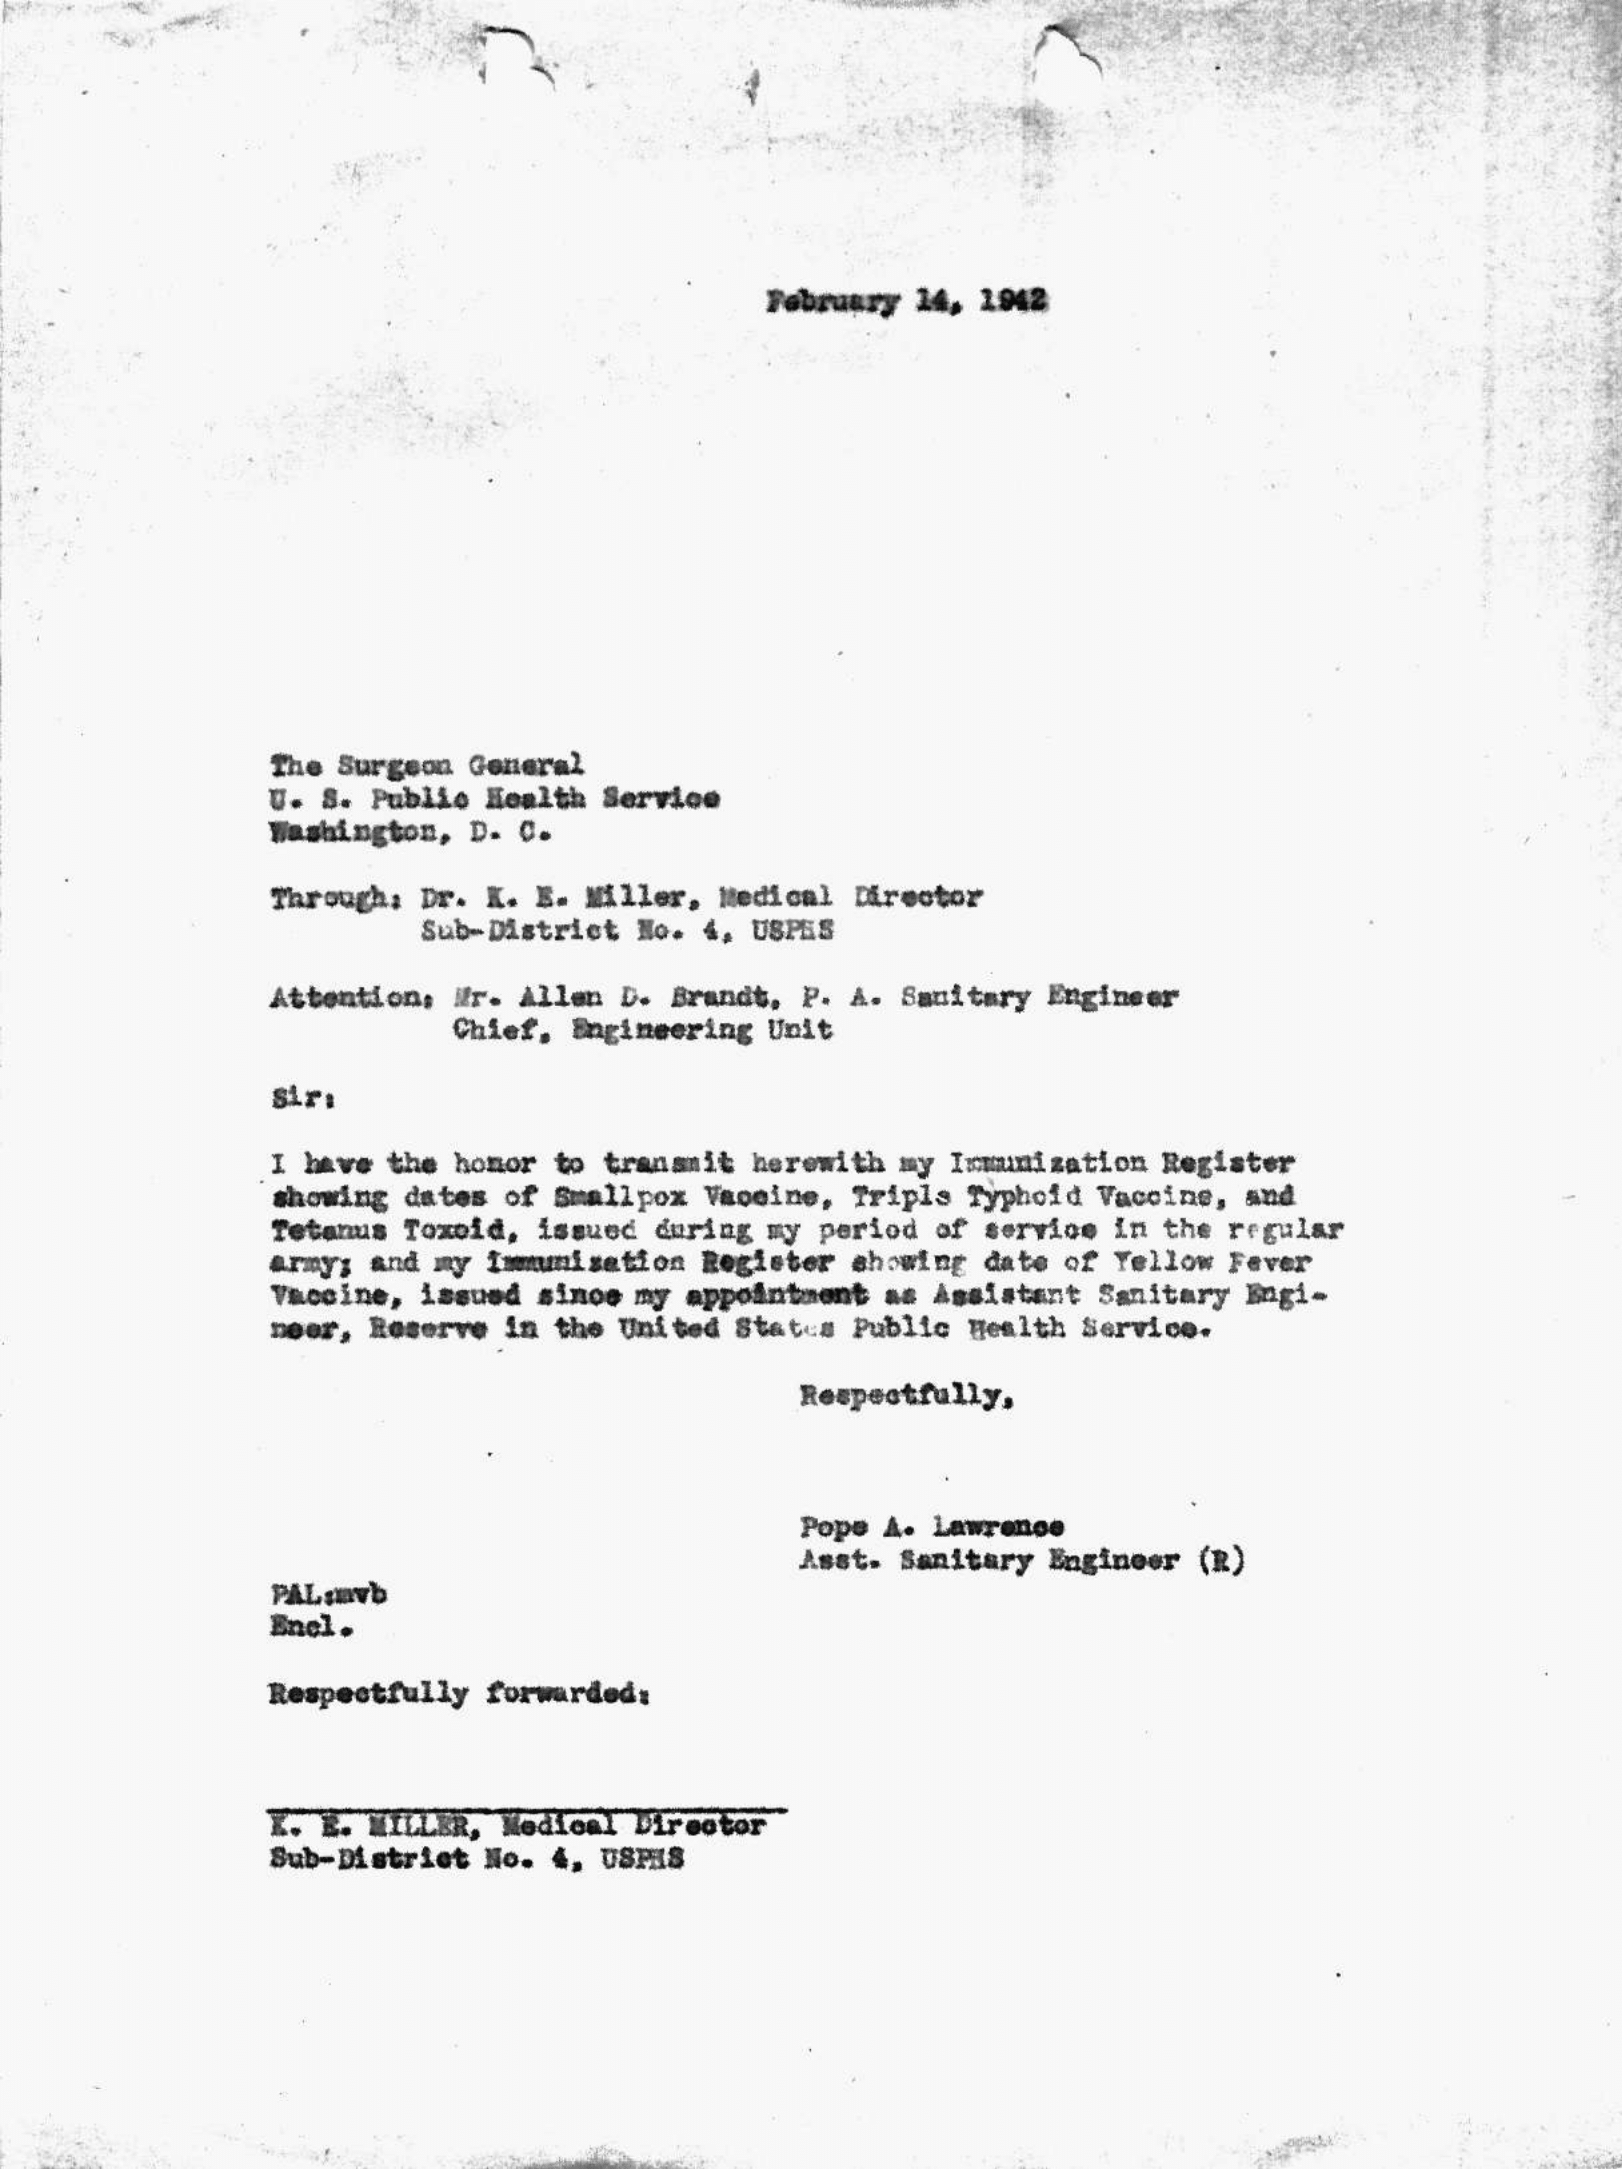 February 14, 1942
The Surgeon General
U. S. Public Health Service
Washington, D. C.
Through: Dr. K. E. Miller, Medical Director
Sub-District No. 4, USPHS
Attention: Mr. Allen D. Brandt, P. A. Sanitary Engineer
Chief, Engineering Unit
Sir:
I have the honor to transmit herewith my Immunization Register
showing dates of Smallpox Vaccine, Triple Typhoid Vaccine, and
Tetanus Toxoid, issued during my period of service in the regular
army; and my Immunization Register showing date of Yellow Fever
Vaccine, issued since my appointment as Assistant Sanitary Engi-
neer, Reserve in the United States Public Health Service.
Respectfully,
Pope A. Lawrence
Asst. Sanitary Engineer (R)
PAL:mvb
Encl.
Respectfully forwarded:
K. E. MILLER, Medical Director
Sub-District No. 4, USPHS